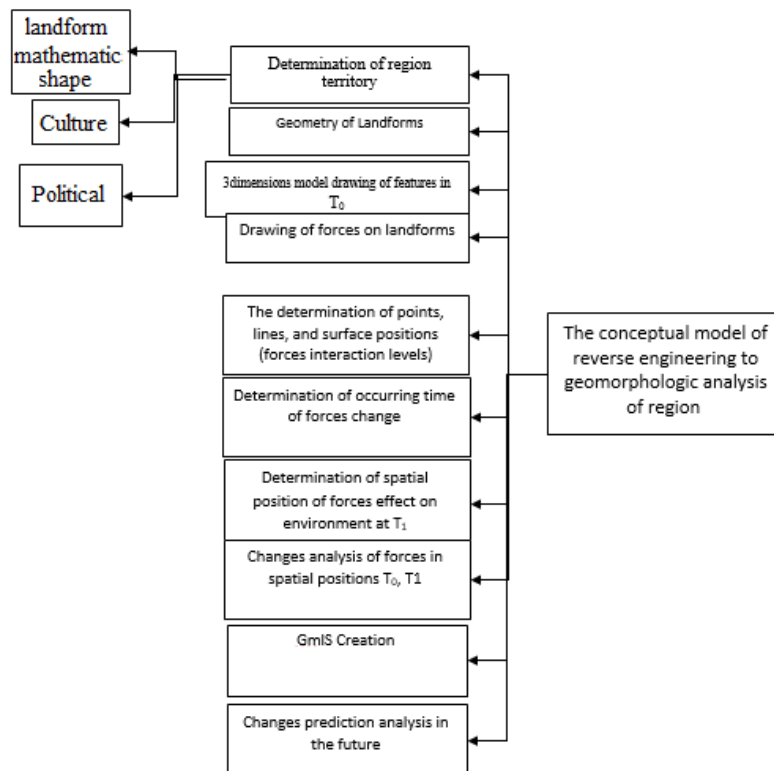 landform
mathematic
shape
Culture
Political
Determination of region
territory
Geometry of Landforms
3dimensions model drawing of features in
T₀
Drawing of forces on landforms
The determination of points,
lines, and surface positions
(forces interaction levels)
Determination of occurring time
of forces change
Determination of spatial
position of forces effect on
environment at T₁
Changes analysis of forces in
spatial positions T₀, T1
GmIS Creation
Changes prediction analysis in
the future
The conceptual model of
reverse engineering to
geomorphologic analysis
of region